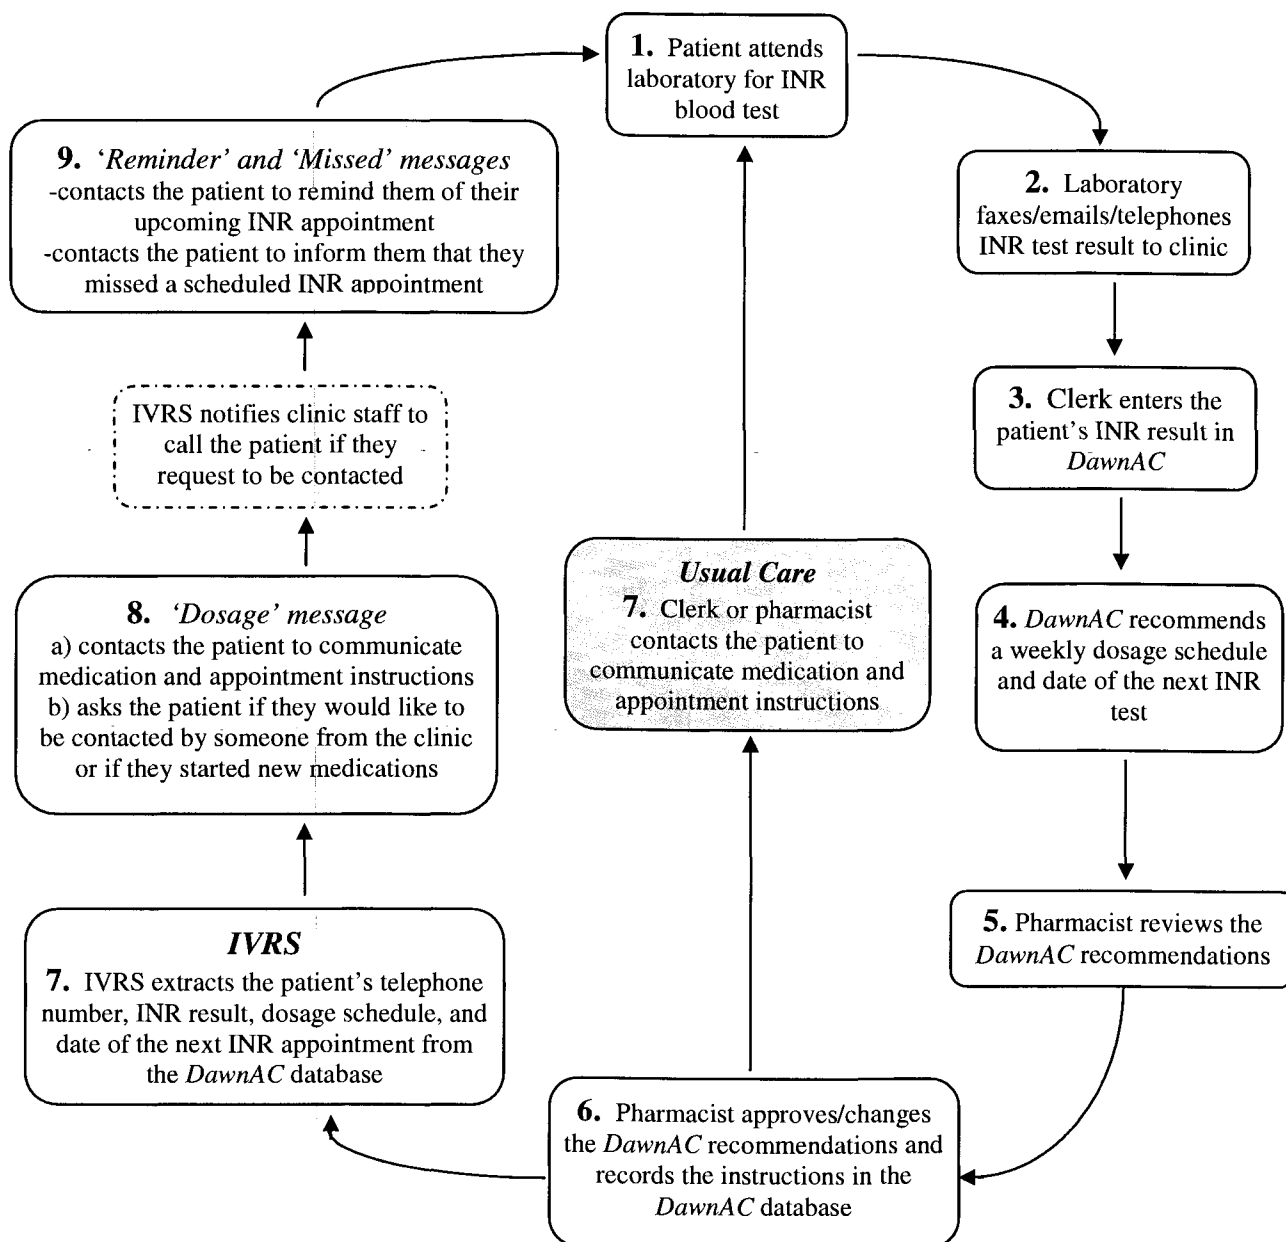 1. Patient attends
laboratory for INR
blood test
2. Laboratory
faxes/emails/telephones
INR test result to clinic
3. Clerk enters the
patient's INR result in
DawnAC
4. DawnAC recommends
a weekly dosage schedule
and date of the next INR
test
5. Pharmacist reviews the
DawnAC recommendations
6. Pharmacist approves/changes
the DawnAC recommendations and
records the instructions in the
DawnAC database
Usual Care
7. Clerk or pharmacist
contacts the patient to
communicate medication and
appointment instructions
IVRS
7. IVRS extracts the patient's telephone
number, INR result, dosage schedule, and
date of the next INR appointment from
the DawnAC database
8. 'Dosage' message
a) contacts the patient to communicate
medication and appointment instructions
b) asks the patient if they would like to
be contacted by someone from the clinic
or if they started new medications
IVRS notifies clinic staff to
call the patient if they
request to be contacted
9. 'Reminder' and 'Missed' messages
-contacts the patient to remind them of their
upcoming INR appointment
-contacts the patient to inform them that they
missed a scheduled INR appointment